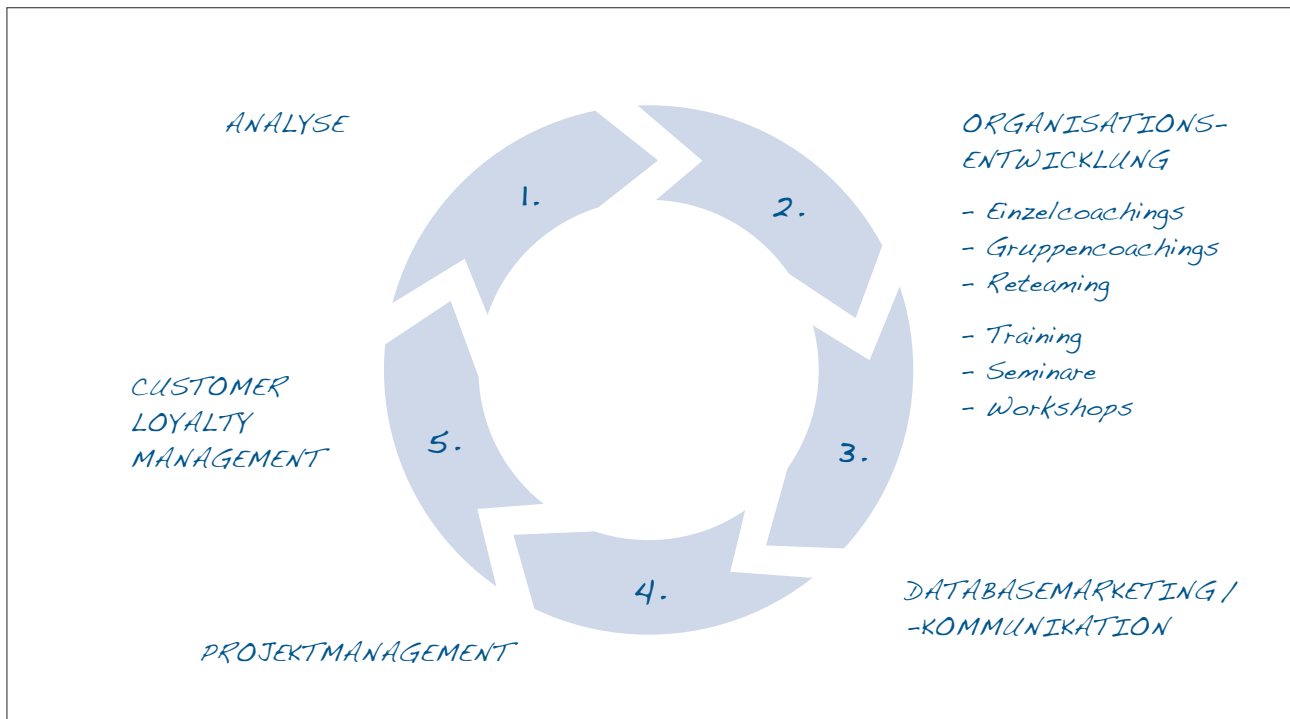 ANALYSE
1.
2.
ORGANISATIONS-
ENTWICKLUNG
- Einzelcoachings
- Gruppencoachings
- Reteaming
- Training
- Seminare
- Workshops
3.
DATABASEMARKETING /
-KOMMUNIKATION
4.
PROJEKTMANAGEMENT
5.
CUSTOMER
LOYALTY
MANAGEMENT